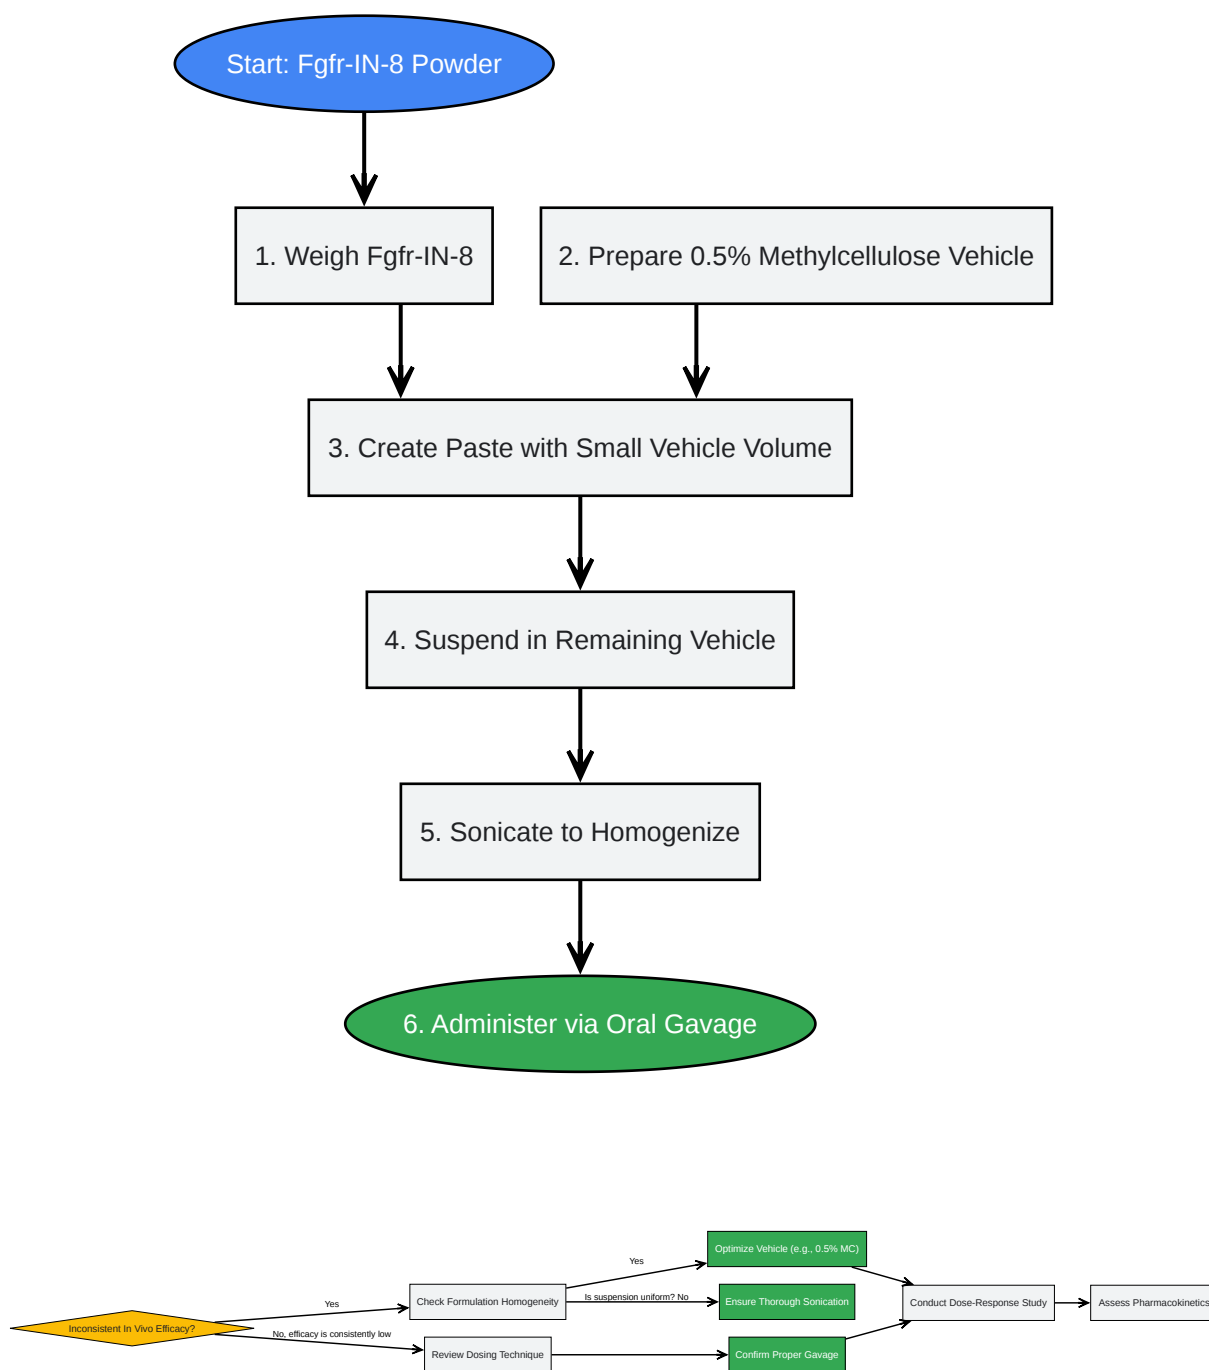 Start: Fgfr-IN-8 Powder
1. Weigh Fgfr-IN-8
2. Prepare 0.5% Methylcellulose Vehicle
3. Create Paste with Small Vehicle Volume
4. Suspend in Remaining Vehicle
5. Sonicate to Homogenize
6. Administer via Oral Gavage
Inconsistent In Vivo Efficacy?
Yes
No, efficacy is consistently low
Check Formulation Homogeneity
Review Dosing Technique
Yes
Is suspension uniform? No
Optimize Vehicle (e.g., 0.5% MC)
Ensure Thorough Sonication
Confirm Proper Gavage
Conduct Dose-Response Study
Assess Pharmacokinetics